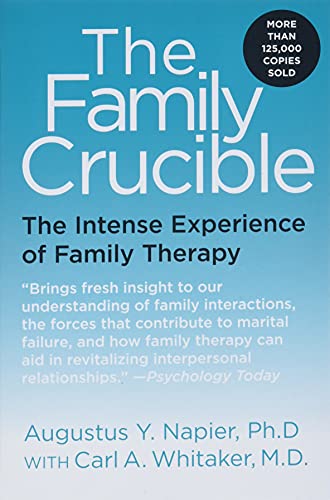 MORE
THAN
125,000
COPIES
SOLD
The
Family
Crucible
The Intense Experience
of Family Therapy
“Brings fresh insight to our
understanding of family interactions,
the forces that contribute to marital
failure, and how family therapy can
aid in revitalizing interpersonal
relationships.” —Psychology Today
Augustus Y. Napier, Ph.D
WITH Carl A. Whitaker, M.D.